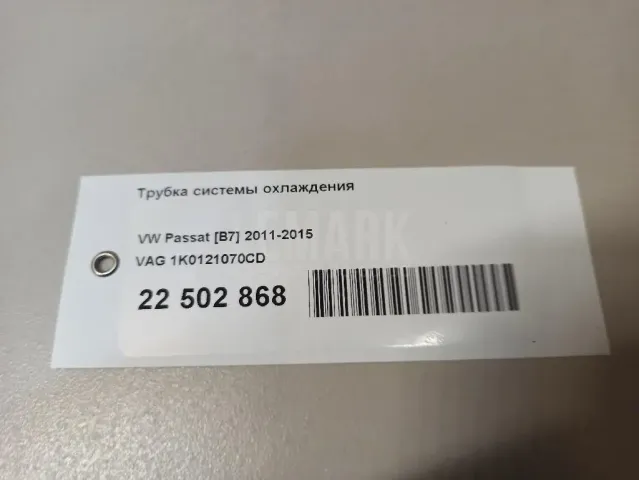 Трубка системы охлаждения
VW Passat [B7] 2011-2015
VAG 1K0121070CD
22 502 868